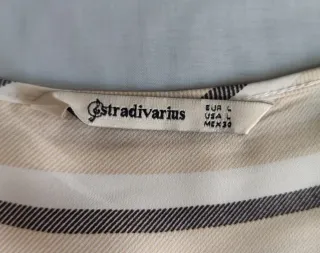 stradivarius
EUR L
USA L
MEX 30